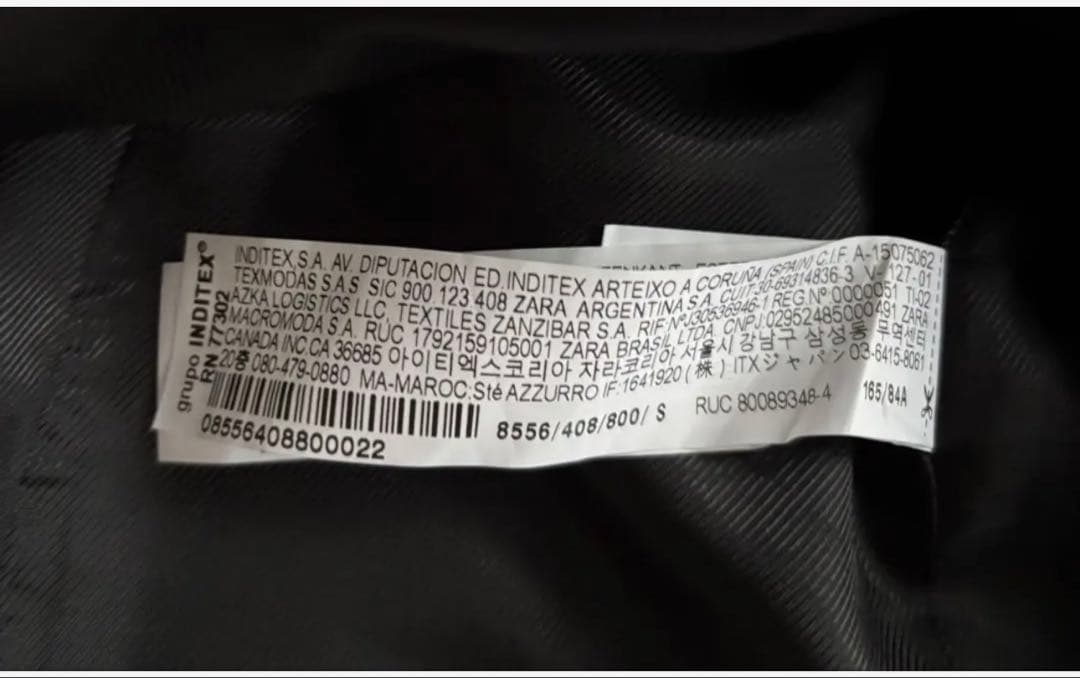 grupo INDITEX®
RN 77302
INDITEX S.A. AV. DIPUTACION ED.INDITEX ARTEIXO A CORUÑA (SPAIN) C.I.F. A-15075062
TEXMODAS S.A.S SIC 900.123.408 ZARA ARGENTINA S.A. CUIT:30-69314836-3 V-127-01
AZKA LOGISTICS LLC, TEXTILES ZANZIBAR S.A. RIF:NºJ30536946-1 REG Nº 0000051 TI-02
MACROMODA S.A. RUC 1792159105001 ZARA BRASIL LTDA. CNPJ.02952485000491 ZARA
CANADA INC.CA 36685 아이티엑스코리아 자라코리아 서울시 강남구 삼성동 무역센터
20층 080-479-0880 MA-MAROC:Sté AZZURRO IF:1641920 (株) ITXジャパン 03-6415-8061
08556408800022
8556/408/800/ S
RUC 80089348-4
165/84A